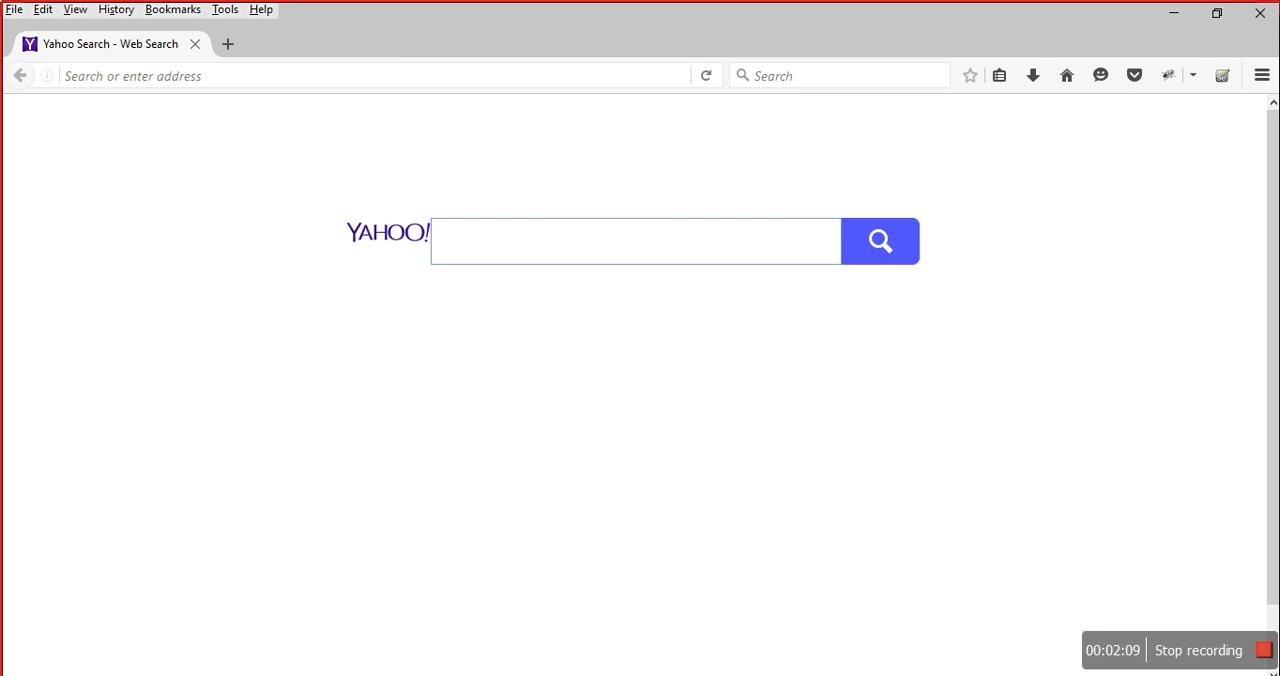 File Edit View History Bookmarks Tools Help
Yahoo Search - Web Search
Search or enter address
Search
YAHOO!
00:02:09 Stop recording